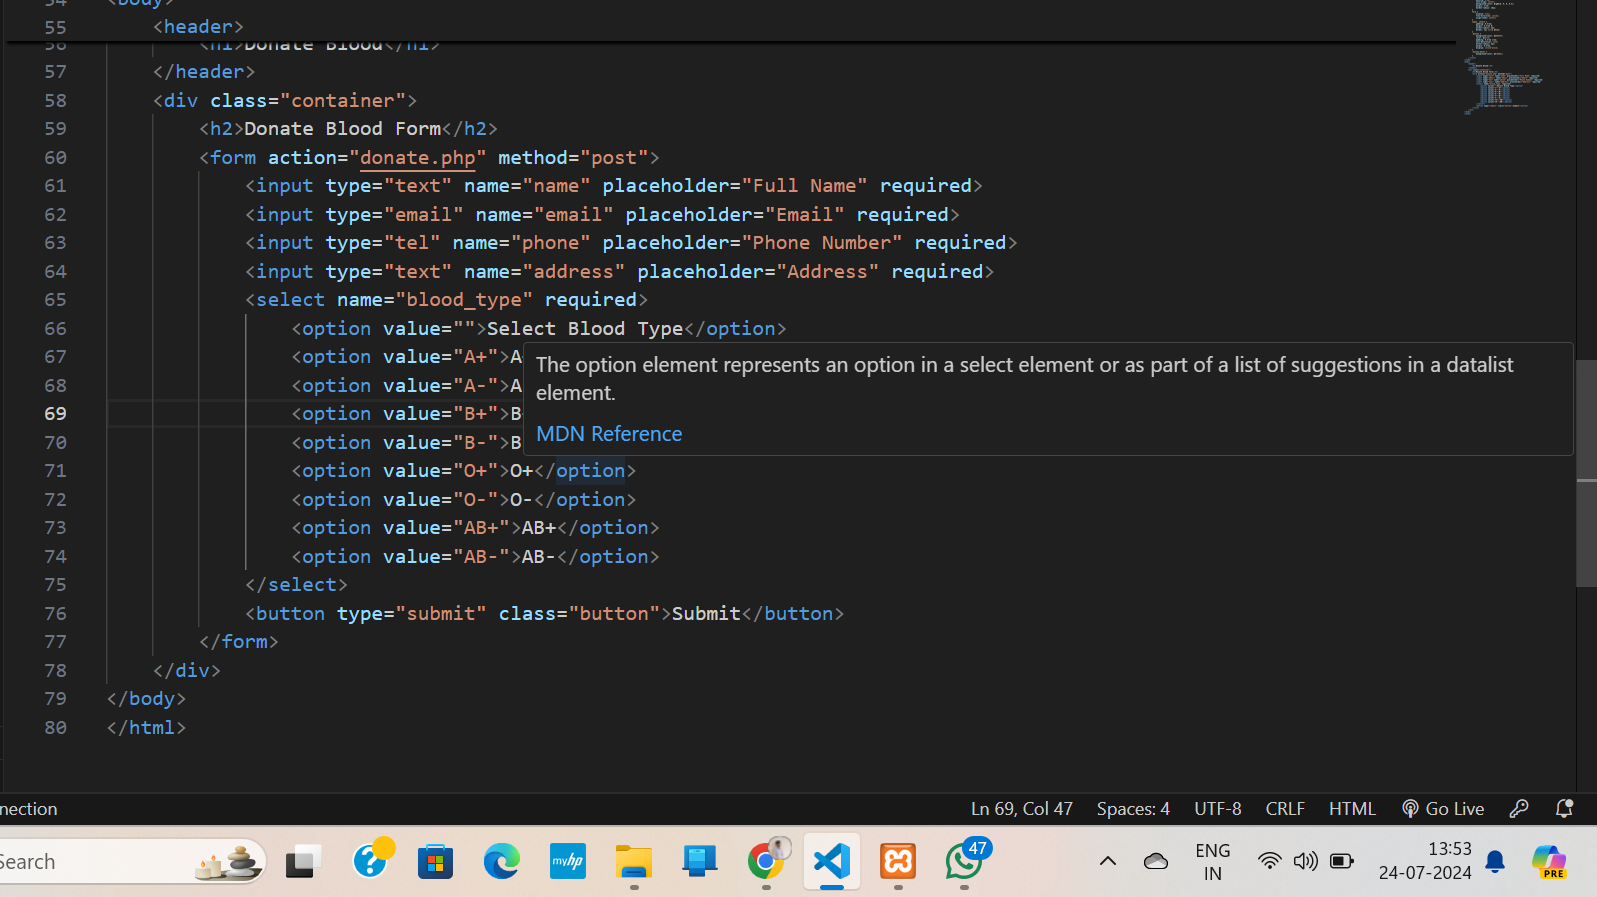 54 <body>
55 <header>
56 <h1>Donate Blood</h1>
57 </header>
58 <div class="container">
59 <h2>Donate Blood Form</h2>
60 <form action="donate.php" method="post">
61 <input type="text" name="name" placeholder="Full Name" required>
62 <input type="email" name="email" placeholder="Email" required>
63 <input type="tel" name="phone" placeholder="Phone Number" required>
64 <input type="text" name="address" placeholder="Address" required>
65 <select name="blood_type" required>
66 <option value="">Select Blood Type</option>
67 <option value="A+">A
68 <option value="A-">A
69 <option value="B+">B
70 <option value="B-">B
The option element represents an option in a select element or as part of a list of suggestions in a datalist
element.
MDN Reference
71 <option value="O+">O+</option>
72 <option value="O-">O-</option>
73 <option value="AB+">AB+</option>
74 <option value="AB-">AB-</option>
75 </select>
76 <button type="submit" class="button">Submit</button>
77 </form>
78 </div>
79 </body>
80 </html>
nection Ln 69, Col 47 Spaces: 4 UTF-8 CRLF HTML Go Live
Search myhp 47 ENG IN 13:53 24-07-2024 PRE